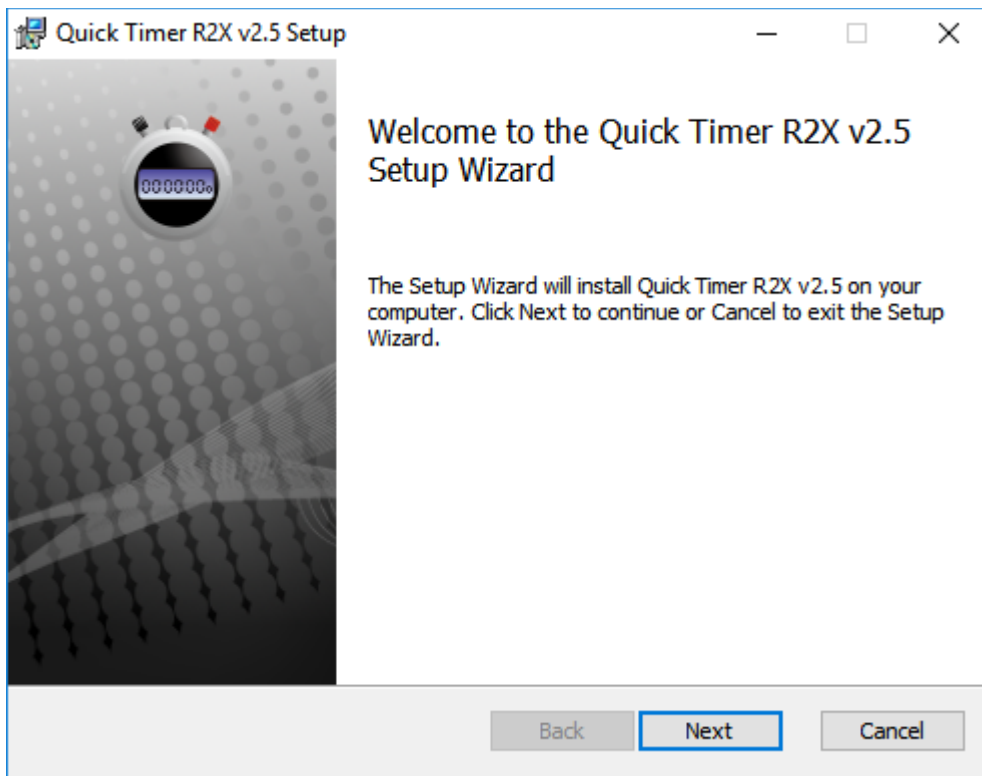 Quick Timer R2X v2.5 Setup
Welcome to the Quick Timer R2X v2.5
Setup Wizard
000000₀
The Setup Wizard will install Quick Timer R2X v2.5 on your
computer. Click Next to continue or Cancel to exit the Setup
Wizard.
Back
Next
Cancel